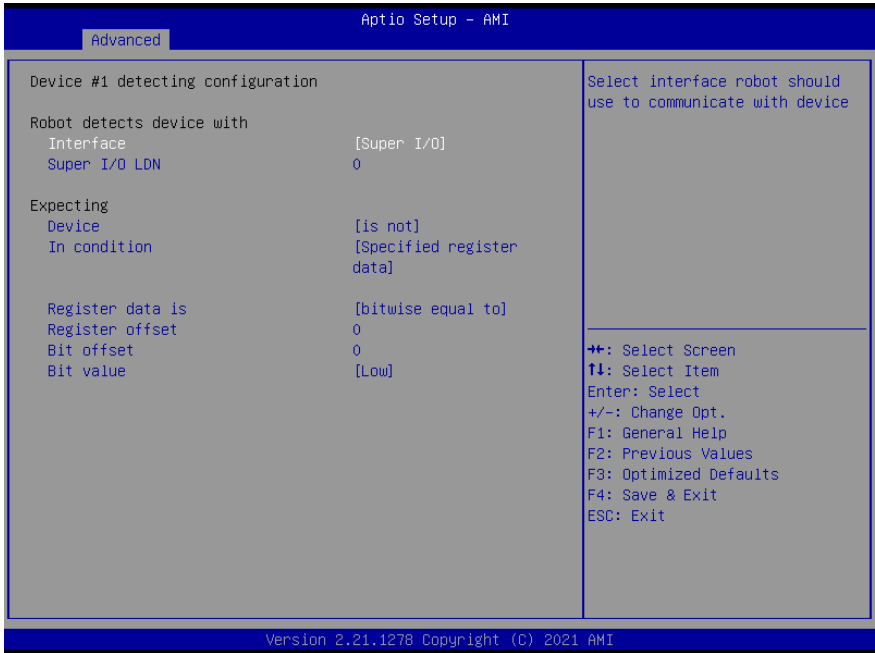 Aptio Setup – AMI
Advanced
Device #1 detecting configuration
Robot detects device with
Interface [Super I/O]
Super I/O LDN 0
Expecting
Device [is not]
In condition [Specified register
data]
Register data is [bitwise equal to]
Register offset 0
Bit offset 0
Bit value [Low]
Select interface robot should
use to communicate with device
→←: Select Screen
↑↓: Select Item
Enter: Select
+/-: Change Opt.
F1: General Help
F2: Previous Values
F3: Optimized Defaults
F4: Save & Exit
ESC: Exit
Version 2.21.1278 Copyright (C) 2021 AMI